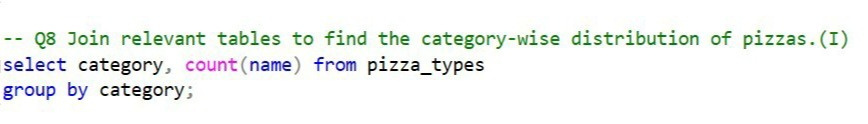 -- Q8 Join relevant tables to find the category-wise distribution of pizzas.(I)
select category, count(name) from pizza_types
group by category;